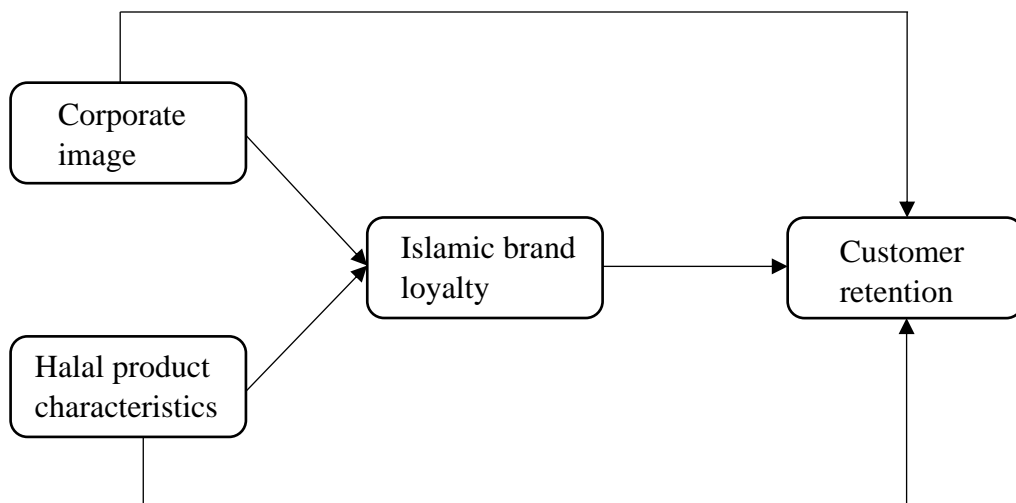 Corporate
image
Islamic brand
loyalty
Customer
retention
Halal product
characteristics